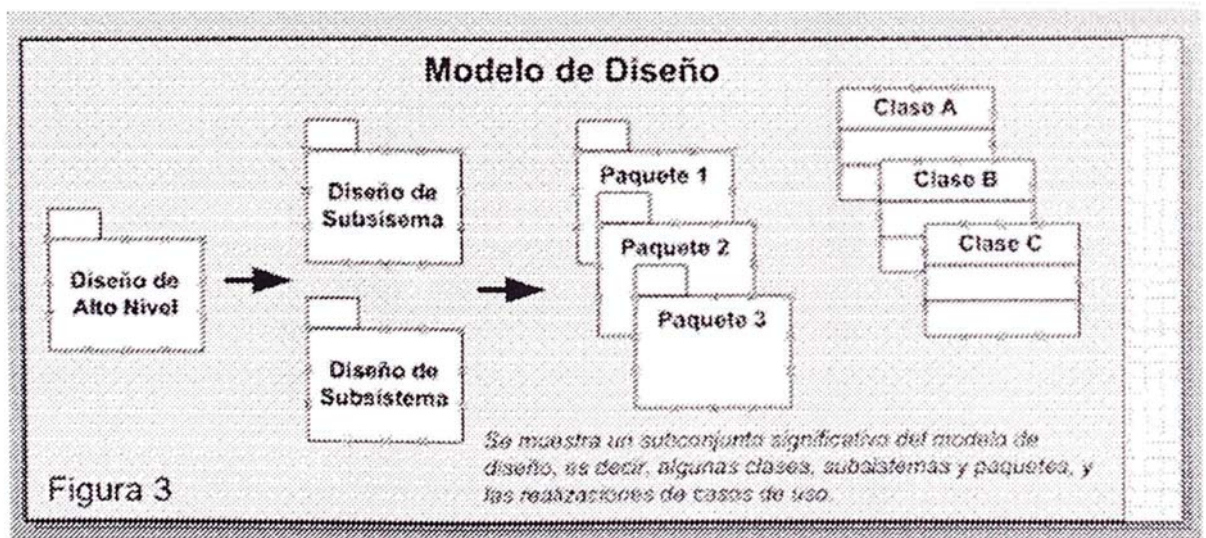 Modelo de Diseño
Diseño de
Alto Nivel
Diseño de
Subsisema
Diseño de
Subsistema
Paquete 1
Paquete 2
Paquete 3
Clase A
Clase B
Clase C
Se muestra un subconjunto significativo del modelo de
diseño, es decir, algunas clases, subsistemas y paquetes, y
las realizaciones de casos de uso.
Figura 3